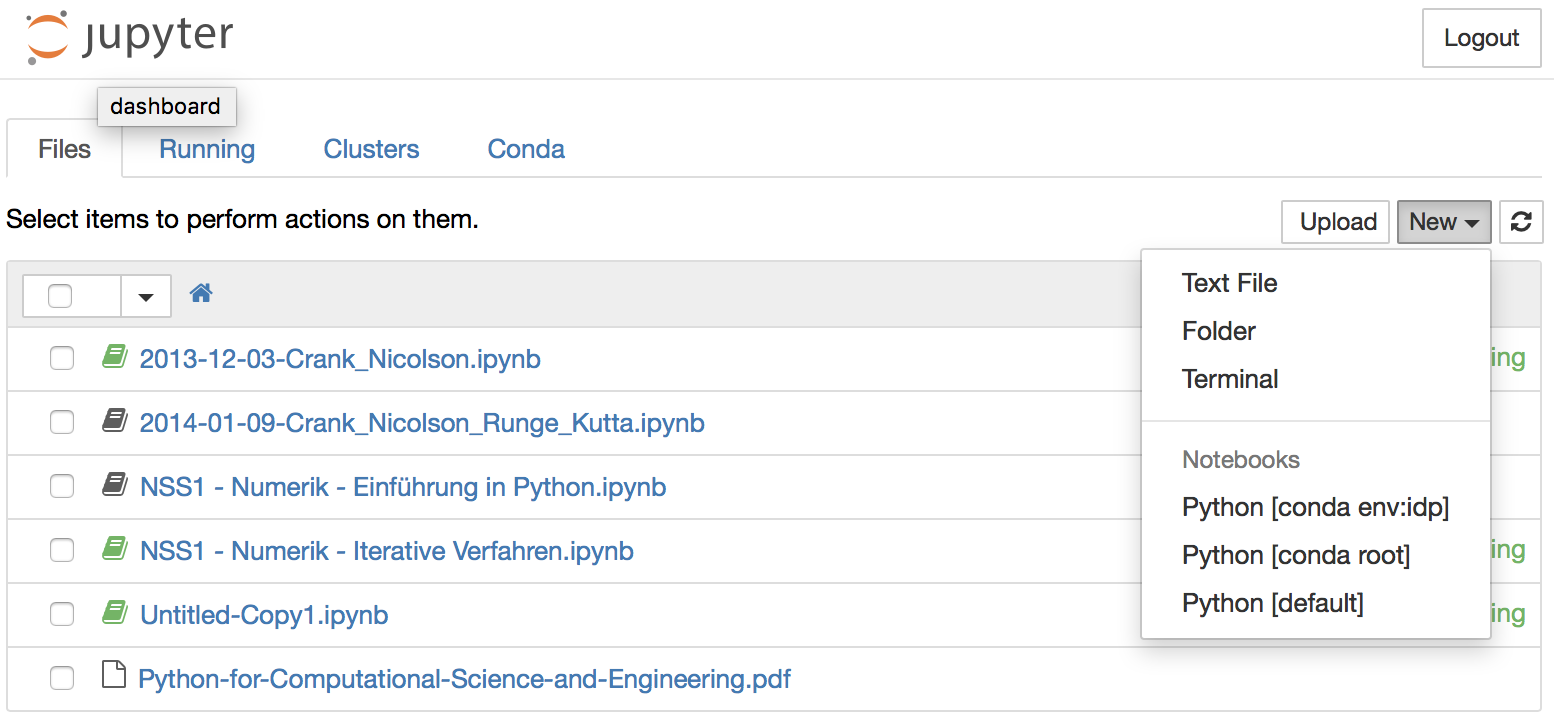 jupyter
Logout
dashboard
Files Running Clusters Conda
Select items to perform actions on them.
Upload New
Text File
Folder
Terminal
Notebooks
Python [conda env:idp]
Python [conda root]
Python [default]
2013-12-03-Crank_Nicolson.ipynb ing
2014-01-09-Crank_Nicolson_Runge_Kutta.ipynb
NSS1 - Numerik - Einführung in Python.ipynb
NSS1 - Numerik - Iterative Verfahren.ipynb ing
Untitled-Copy1.ipynb ing
Python-for-Computational-Science-and-Engineering.pdf